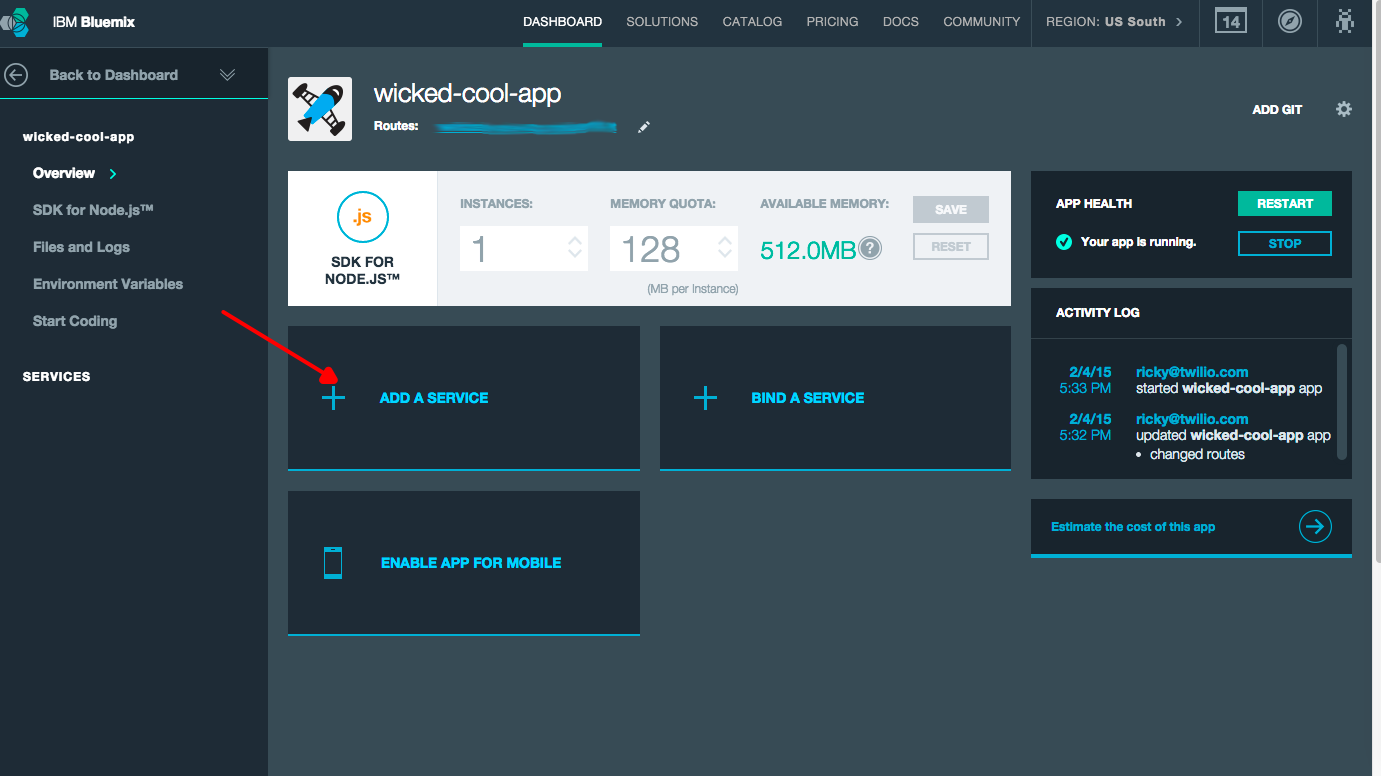 IBM Bluemix
DASHBOARD
SOLUTIONS
CATALOG
PRICING
DOCS
COMMUNITY
REGION: US South
14
Back to Dashboard
wicked-cool-app
Overview
SDK for Node.js™
Files and Logs
Environment Variables
Start Coding
SERVICES
wicked-cool-app
Routes:
ADD GIT
.js
SDK FOR
NODE.JS™
INSTANCES:
1
MEMORY QUOTA:
128
(MB per Instance)
AVAILABLE MEMORY:
512.0MB ?
SAVE
RESET
ADD A SERVICE
BIND A SERVICE
ENABLE APP FOR MOBILE
APP HEALTH
RESTART
Your app is running.
STOP
ACTIVITY LOG
2/4/15 ricky@twilio.com
5:33 PM started wicked-cool-app app
2/4/15 ricky@twilio.com
5:32 PM updated wicked-cool-app app
• changed routes
Estimate the cost of this app